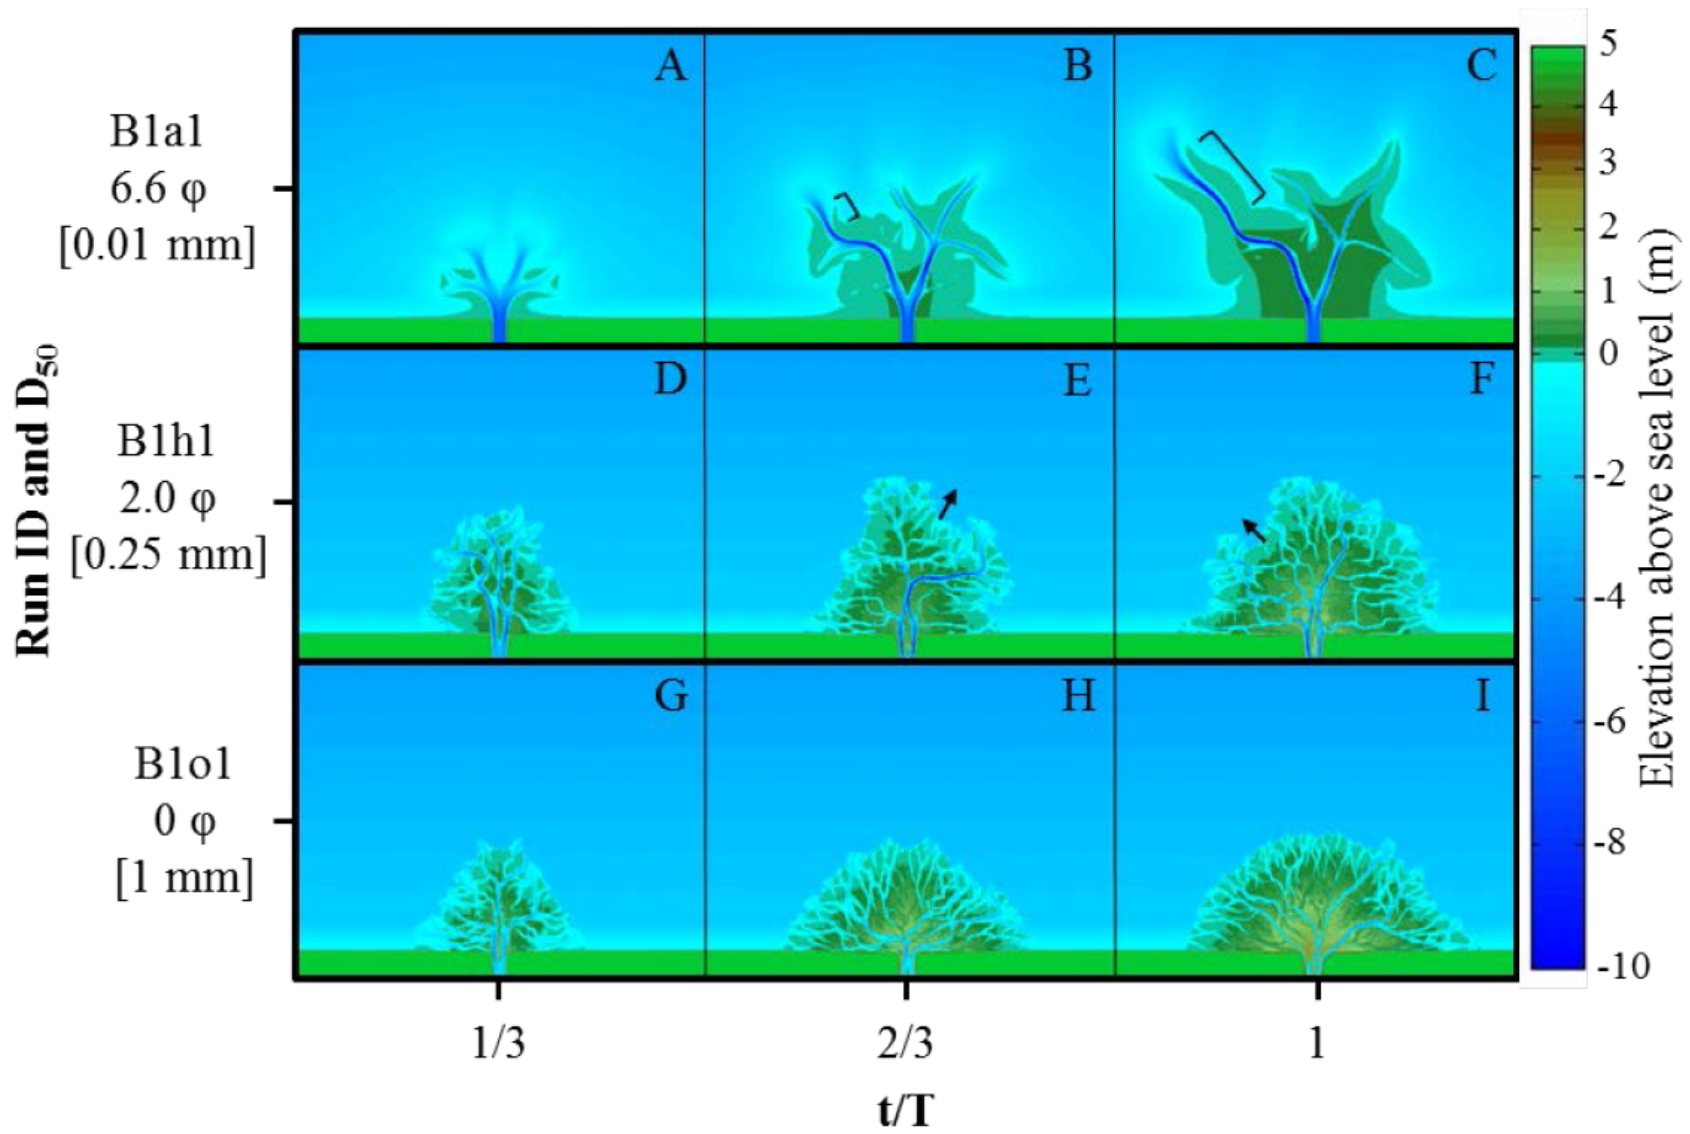 A
B
C
B1a1
6.6 φ
[0.01 mm]
D
E
F
B1h1
2.0 φ
[0.25 mm]
G
H
I
B1o1
0 φ
[1 mm]
Run ID and D50
1/3
2/3
1
t/T
5
4
3
2
1
0
-2
-4
-6
-8
-10
Elevation above sea level (m)